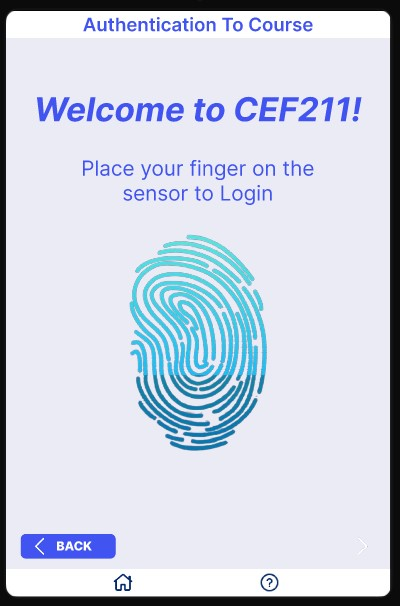 Authentication To Course
Welcome to CEF211!
Place your finger on the
sensor to Login
BACK
?